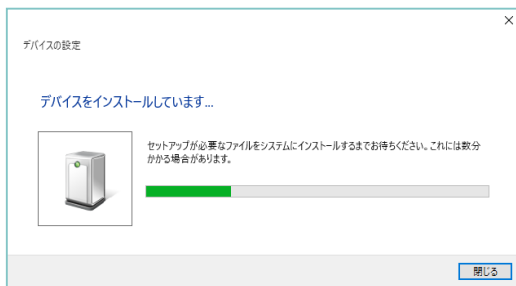 デバイスの設定
デバイスをインストールしています...
セットアップが必要なファイルをシステムにインストールするまでお待ちください。これには数分
かかる場合があります。
閉じる